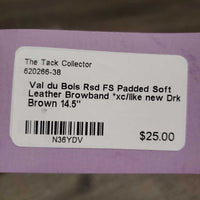 The Tack Collector
620266-38
Val du Bois Rsd FS Padded Soft
Leather Browband *xc/like new Drk
Brown 14.5"
N36YDV
$25.00